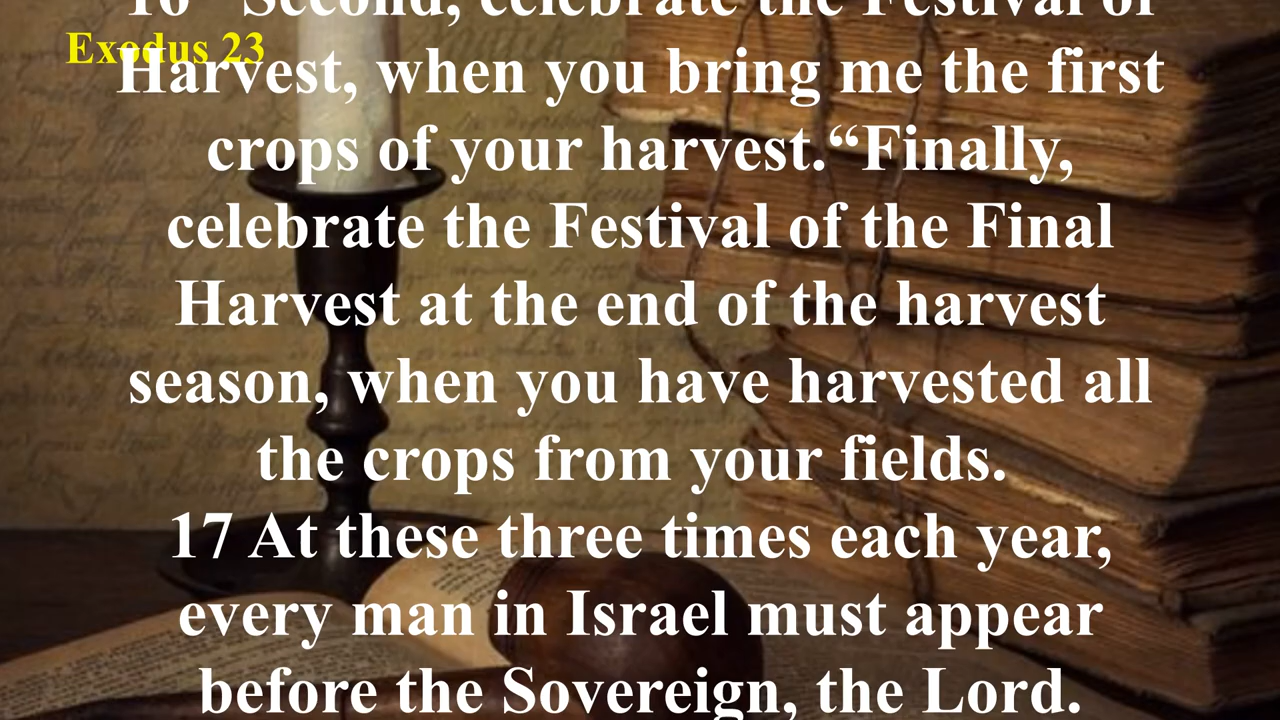 16 “Second, celebrate the Festival of
Exodus 23
Harvest, when you bring me the first
crops of your harvest.“Finally,
celebrate the Festival of the Final
Harvest at the end of the harvest
season, when you have harvested all
the crops from your fields.
17 At these three times each year,
every man in Israel must appear
before the Sovereign, the Lord.